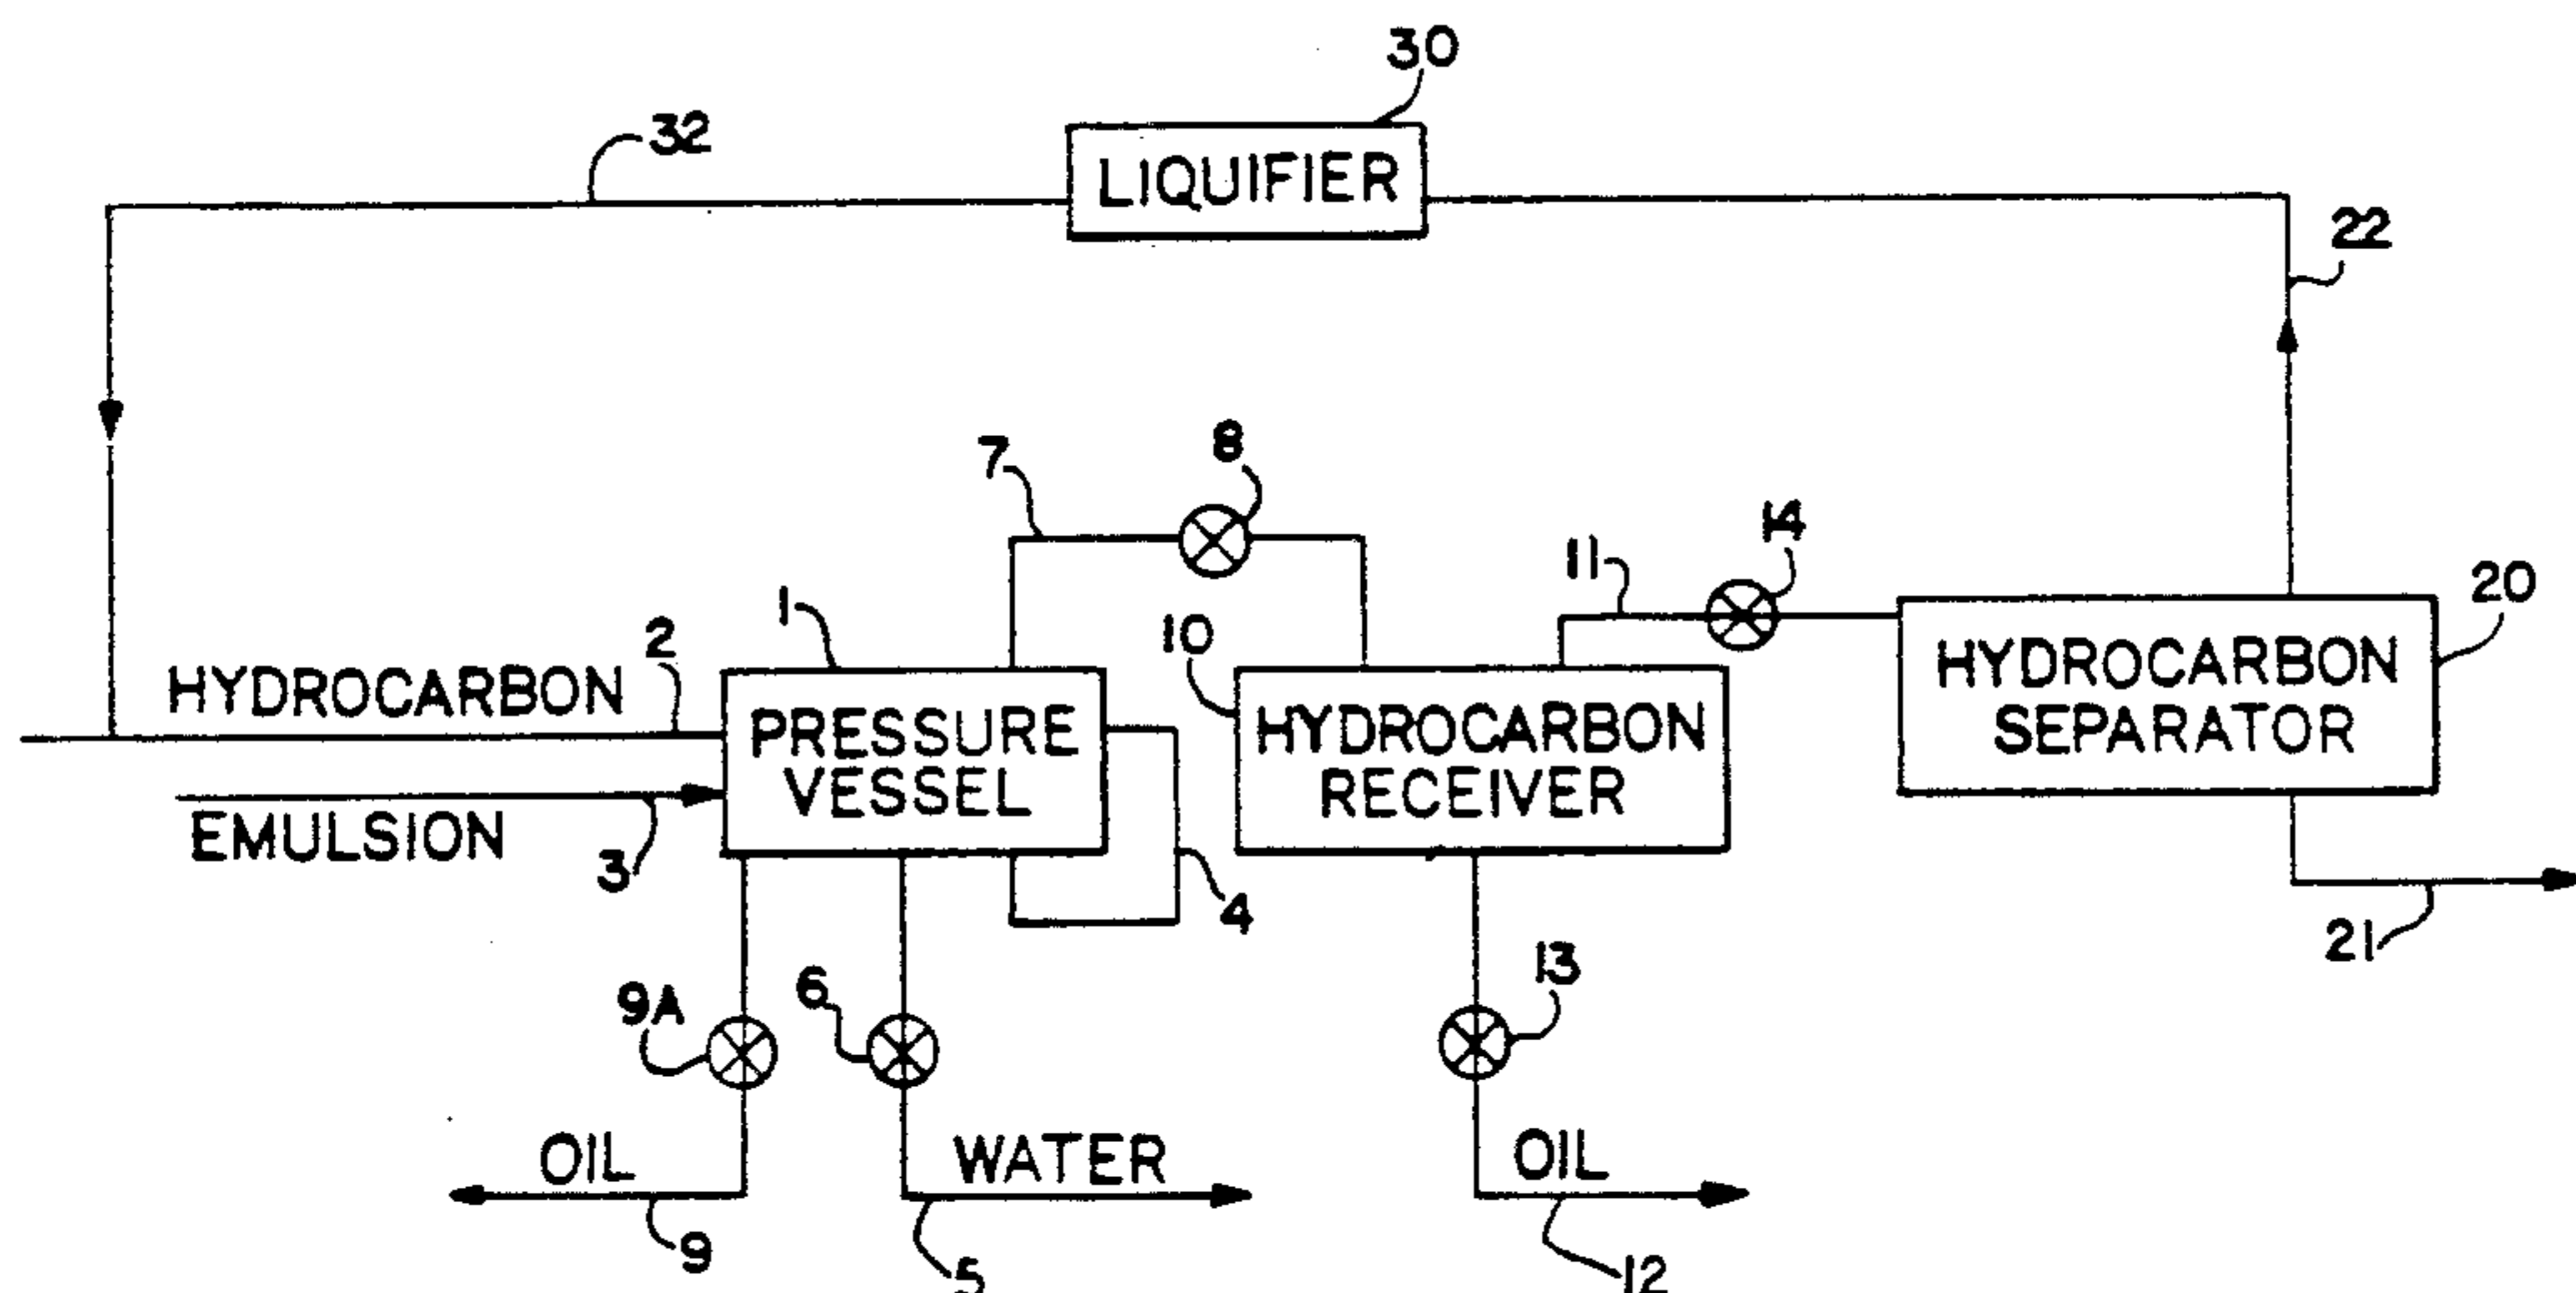 30
32
LIQUIFIER
22
7
8
14
11
1
10
20
2
HYDROCARBON
PRESSURE
VESSEL
HYDROCARBON
RECEIVER
HYDROCARBON
SEPARATOR
EMULSION
3
4
21
9A
6
13
OIL
WATER
OIL
9
5
12